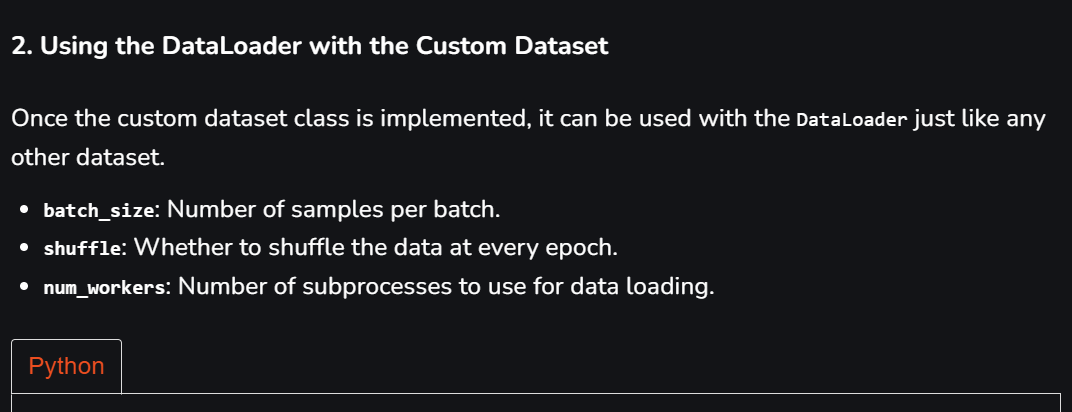 2. Using the DataLoader with the Custom Dataset
Once the custom dataset class is implemented, it can be used with the DataLoader just like any
other dataset.
• batch_size: Number of samples per batch.
• shuffle: Whether to shuffle the data at every epoch.
• num_workers: Number of subprocesses to use for data loading.
Python